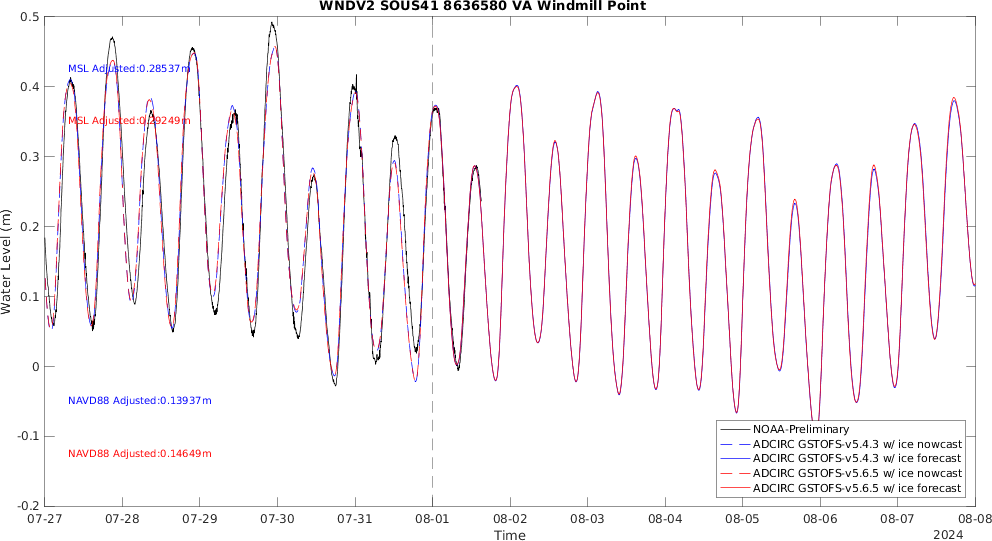 WNDV2 SOUS41 8636580 VA Windmill Point
Water Level (m)
0.5
0.4
0.3
0.2
0.1
0
-0.1
-0.2
MSL Adjusted:0.28537m
MSL Adjusted:0.29249m
NAVD88 Adjusted:0.13937m
NAVD88 Adjusted:0.14649m
NOAA-Preliminary
ADCIRC GSTOFS-v5.4.3 w/ ice nowcast
ADCIRC GSTOFS-v5.4.3 w/ ice forecast
ADCIRC GSTOFS-v5.6.5 w/ ice nowcast
ADCIRC GSTOFS-v5.6.5 w/ ice forecast
07-27 07-28 07-29 07-30 07-31 08-01 08-02 08-03 08-04 08-05 08-06 08-07 08-08
Time
2024